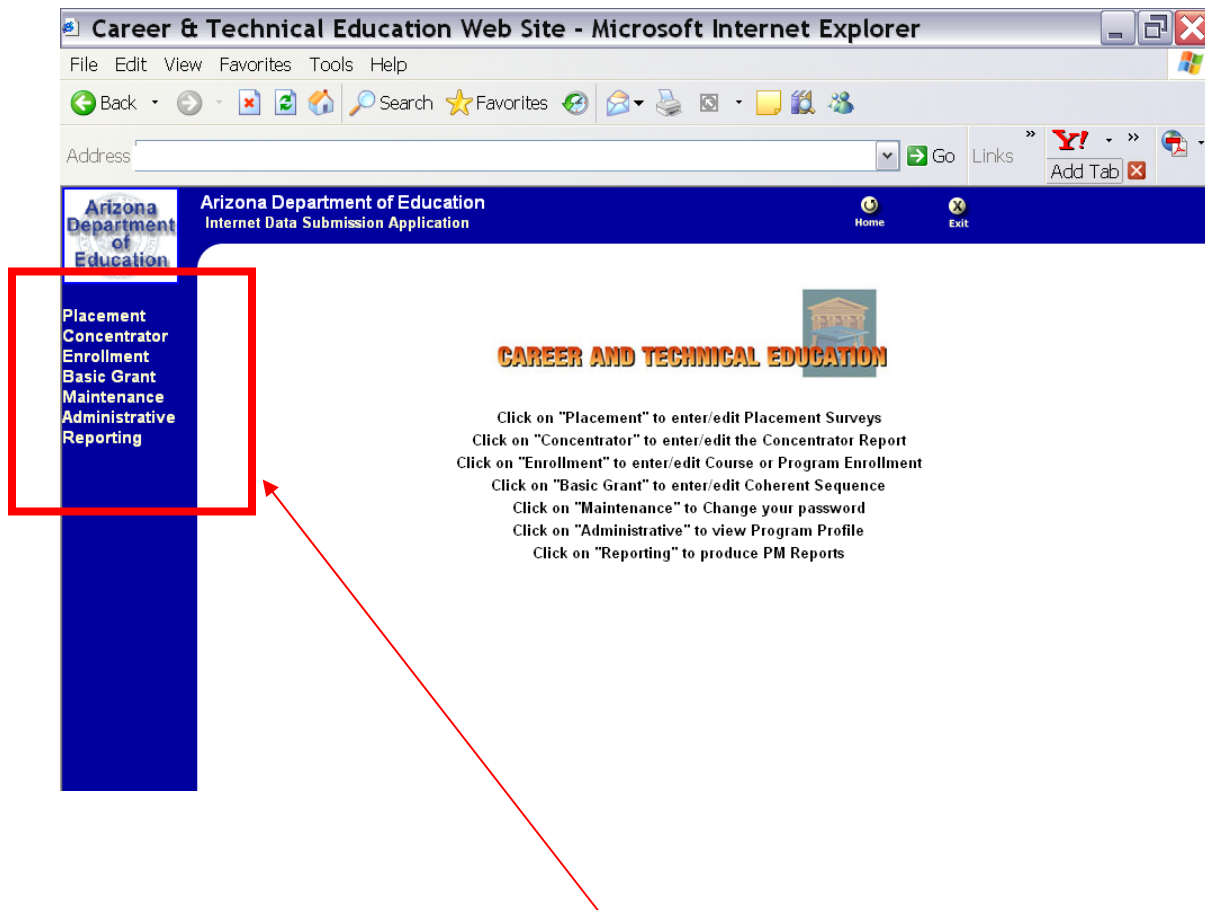 Career & Technical Education Web Site - Microsoft Internet Explorer
File Edit View Favorites Tools Help
Back Search Favorites
Address Go Links » Y! »
Add Tab
Arizona Department of Education
Arizona Department of Education
Internet Data Submission Application
Home Exit
Placement
Concentrator
Enrollment
Basic Grant
Maintenance
Administrative
Reporting
CAREER AND TECHNICAL EDUCATION
Click on "Placement" to enter/edit Placement Surveys
Click on "Concentrator" to enter/edit the Concentrator Report
Click on "Enrollment" to enter/edit Course or Program Enrollment
Click on "Basic Grant" to enter/edit Coherent Sequence
Click on "Maintenance" to Change your password
Click on "Administrative" to view Program Profile
Click on "Reporting" to produce PM Reports